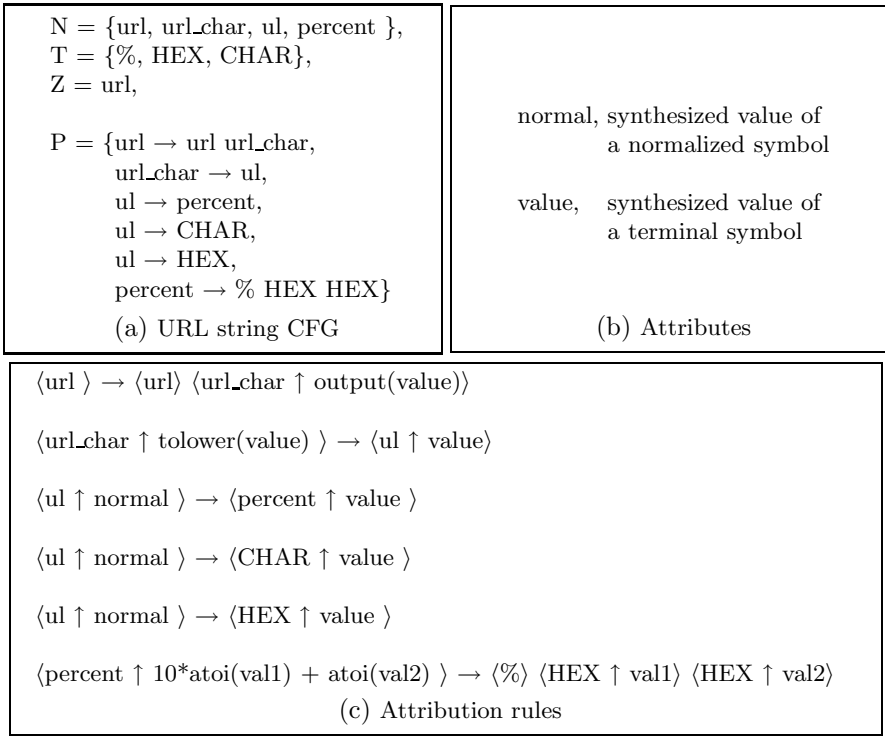 N = {url, url_char, ul, percent },
T = {%, HEX, CHAR},
Z = url,
P = {url → url url_char,
url_char → ul,
ul → percent,
ul → CHAR,
ul → HEX,
percent → % HEX HEX}
(a) URL string CFG
normal, synthesized value of
a normalized symbol
value, synthesized value of
a terminal symbol
(b) Attributes
⟨url ⟩ → ⟨url⟩ ⟨url_char ↑ output(value)⟩
⟨url_char ↑ tolower(value) ⟩ → ⟨ul ↑ value⟩
⟨ul ↑ normal ⟩ → ⟨percent ↑ value ⟩
⟨ul ↑ normal ⟩ → ⟨CHAR ↑ value ⟩
⟨ul ↑ normal ⟩ → ⟨HEX ↑ value ⟩
⟨percent ↑ 10*atoi(val1) + atoi(val2) ⟩ → ⟨%⟩ ⟨HEX ↑ val1⟩ ⟨HEX ↑ val2⟩
(c) Attribution rules